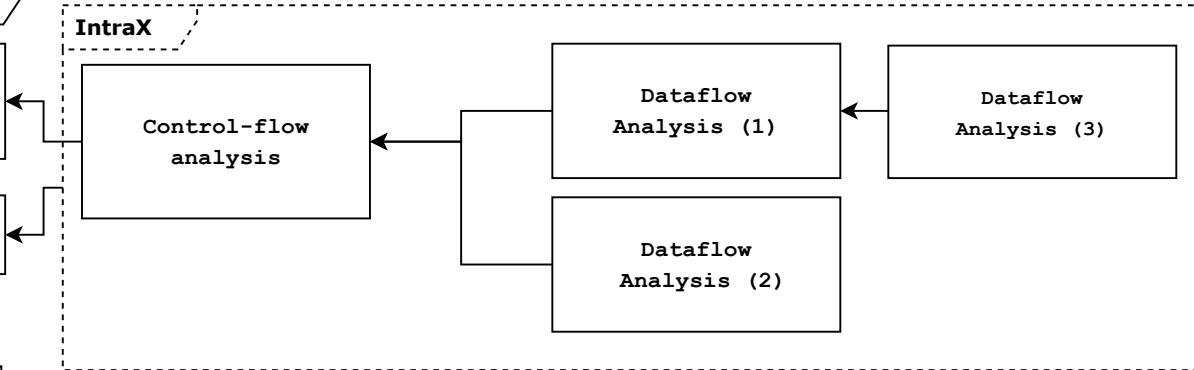 IntraX
Control-flow
analysis
Dataflow
Analysis (1)
Dataflow
Analysis (3)
Dataflow
Analysis (2)